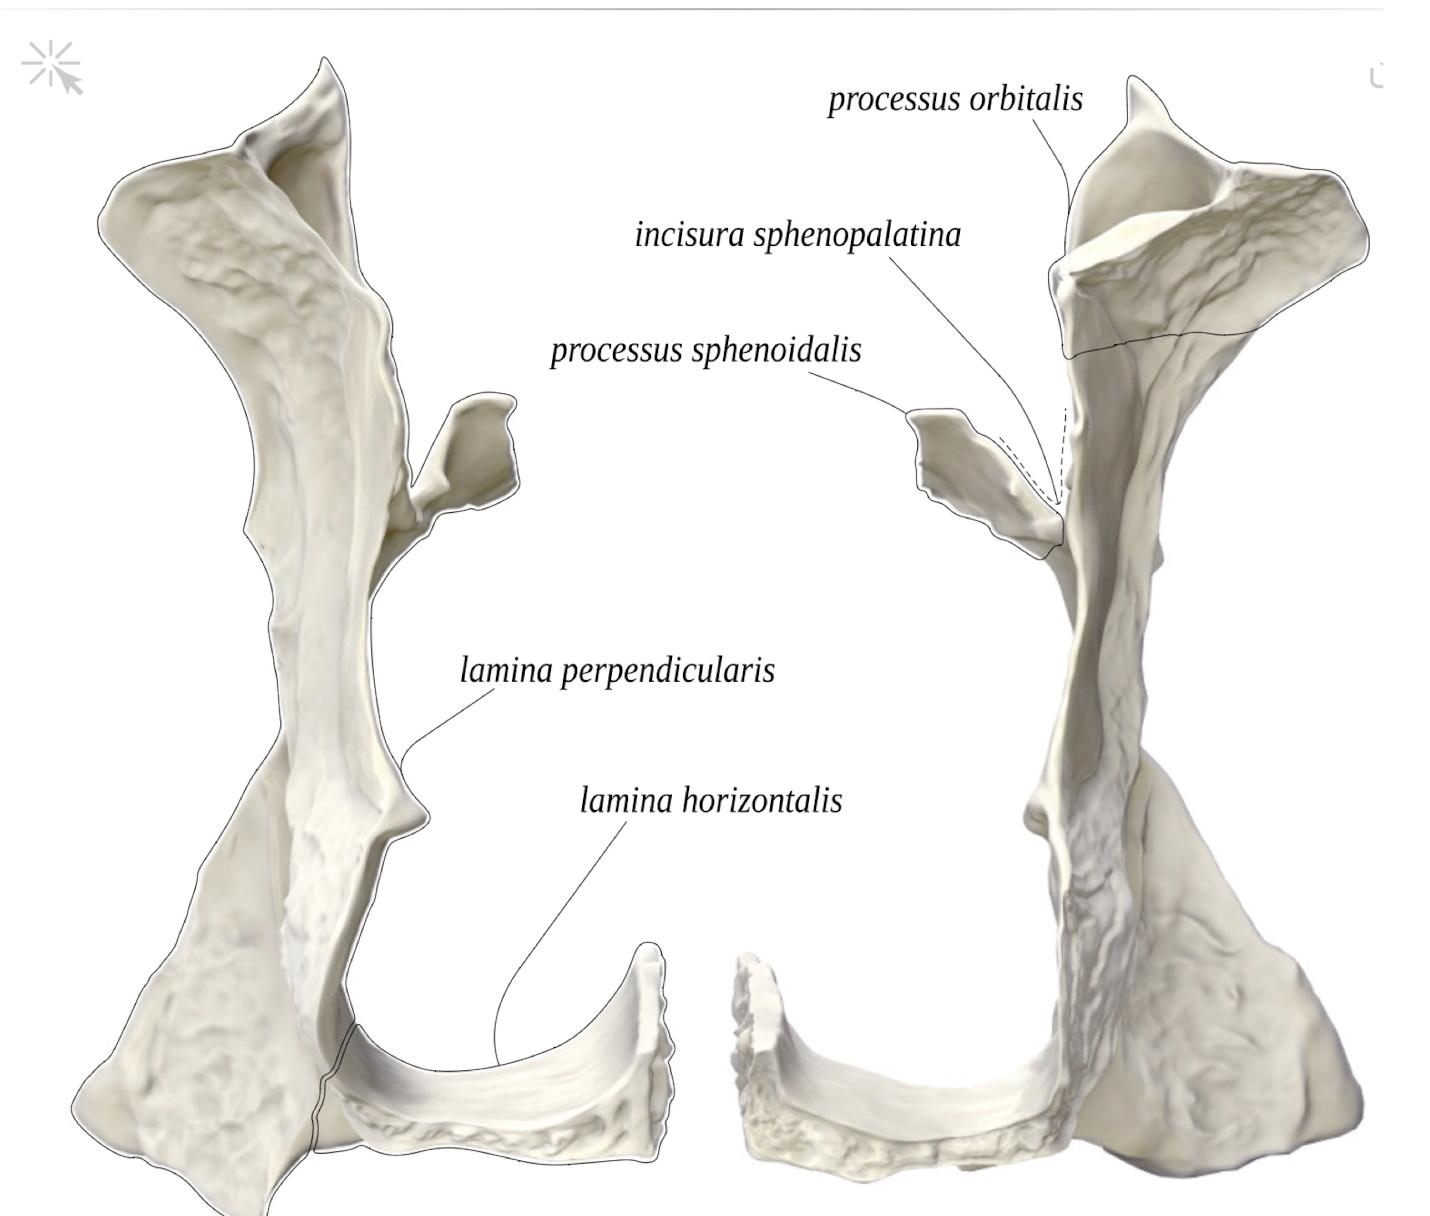 processus orbitalis
incisura sphenopalatina
processus sphenoidalis
lamina perpendicularis
lamina horizontalis